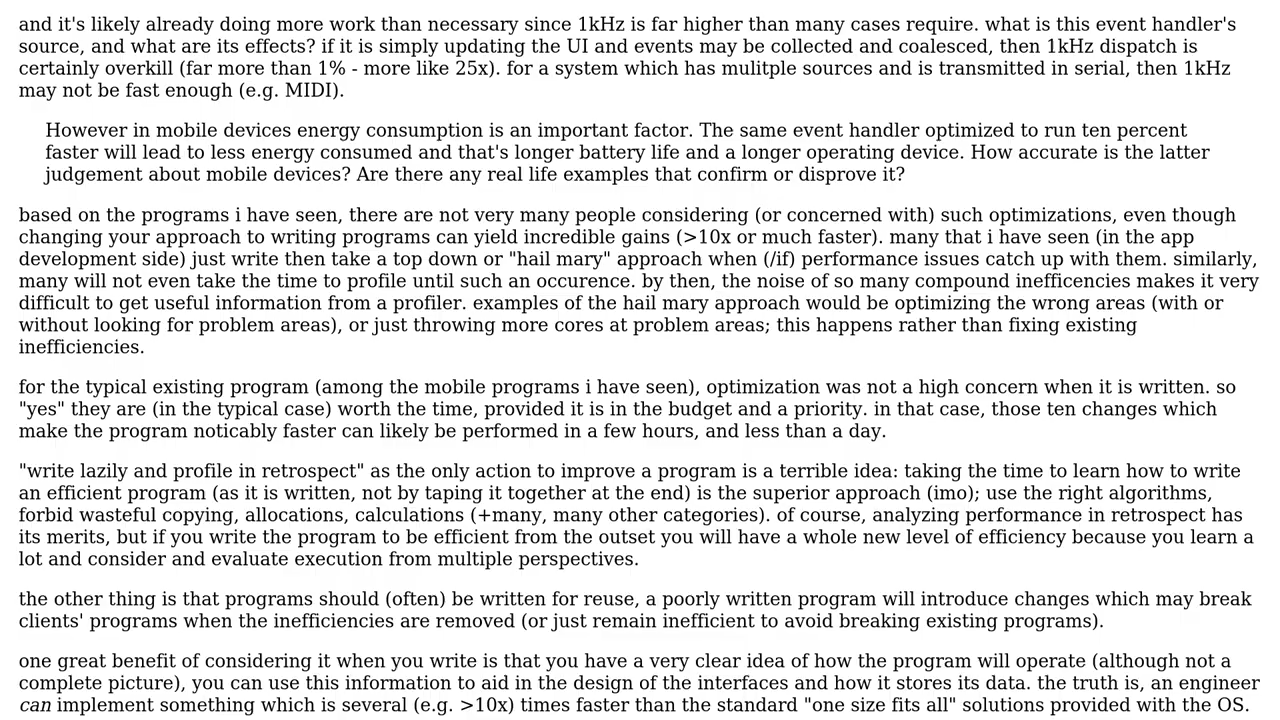 and it's likely already doing more work than necessary since 1kHz is far higher than many cases require. what is this event handler's
source, and what are its effects? if it is simply updating the UI and events may be collected and coalesced, then 1kHz dispatch is
certainly overkill (far more than 1% - more like 25x). for a system which has mulitple sources and is transmitted in serial, then 1kHz
may not be fast enough (e.g. MIDI).
However in mobile devices energy consumption is an important factor. The same event handler optimized to run ten percent
faster will lead to less energy consumed and that's longer battery life and a longer operating device. How accurate is the latter
judgement about mobile devices? Are there any real life examples that confirm or disprove it?
based on the programs i have seen, there are not very many people considering (or concerned with) such optimizations, even though
changing your approach to writing programs can yield incredible gains (>10x or much faster). many that i have seen (in the app
development side) just write then take a top down or "hail mary" approach when (/if) performance issues catch up with them. similarly,
many will not even take the time to profile until such an occurence. by then, the noise of so many compound inefficencies makes it very
difficult to get useful information from a profiler. examples of the hail mary approach would be optimizing the wrong areas (with or
without looking for problem areas), or just throwing more cores at problem areas; this happens rather than fixing existing
inefficiencies.
for the typical existing program (among the mobile programs i have seen), optimization was not a high concern when it is written. so
"yes" they are (in the typical case) worth the time, provided it is in the budget and a priority. in that case, those ten changes which
make the program noticably faster can likely be performed in a few hours, and less than a day.
"write lazily and profile in retrospect" as the only action to improve a program is a terrible idea: taking the time to learn how to write
an efficient program (as it is written, not by taping it together at the end) is the superior approach (imo); use the right algorithms,
forbid wasteful copying, allocations, calculations (+many, many other categories). of course, analyzing performance in retrospect has
its merits, but if you write the program to be efficient from the outset you will have a whole new level of efficiency because you learn a
lot and consider and evaluate execution from multiple perspectives.
the other thing is that programs should (often) be written for reuse, a poorly written program will introduce changes which may break
clients' programs when the inefficiencies are removed (or just remain inefficient to avoid breaking existing programs).
one great benefit of considering it when you write is that you have a very clear idea of how the program will operate (although not a
complete picture), you can use this information to aid in the design of the interfaces and how it stores its data. the truth is, an engineer
can implement something which is several (e.g. >10x) times faster than the standard "one size fits all" solutions provided with the OS.